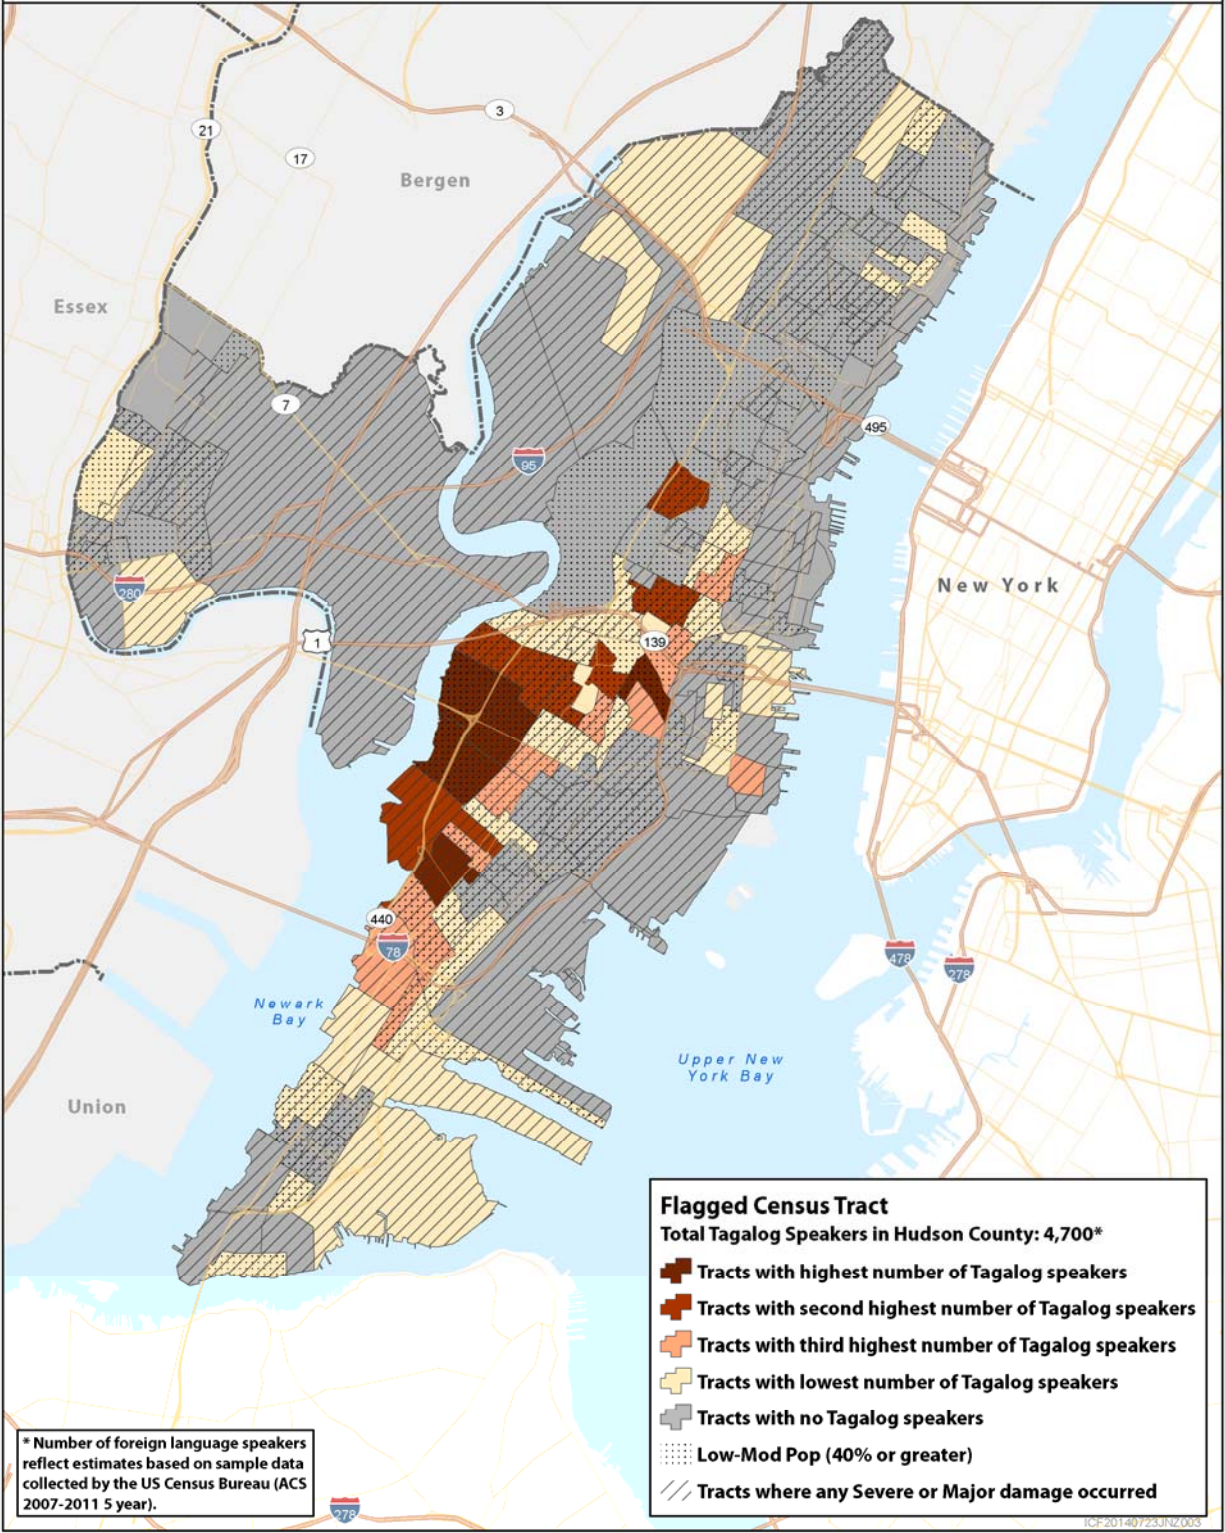 3
21
17
Bergen
Essex
7
495
95
New York
280
1
139
440
78
478
278
Newark
Bay
Upper New
York Bay
Union
Flagged Census Tract
Total Tagalog Speakers in Hudson County: 4,700*
Tracts with highest number of Tagalog speakers
Tracts with second highest number of Tagalog speakers
Tracts with third highest number of Tagalog speakers
Tracts with lowest number of Tagalog speakers
Tracts with no Tagalog speakers
Low-Mod Pop (40% or greater)
Tracts where any Severe or Major damage occurred
* Number of foreign language speakers
reflect estimates based on sample data
collected by the US Census Bureau (ACS
2007-2011 5 year).
278
ICF20140723JNZ003